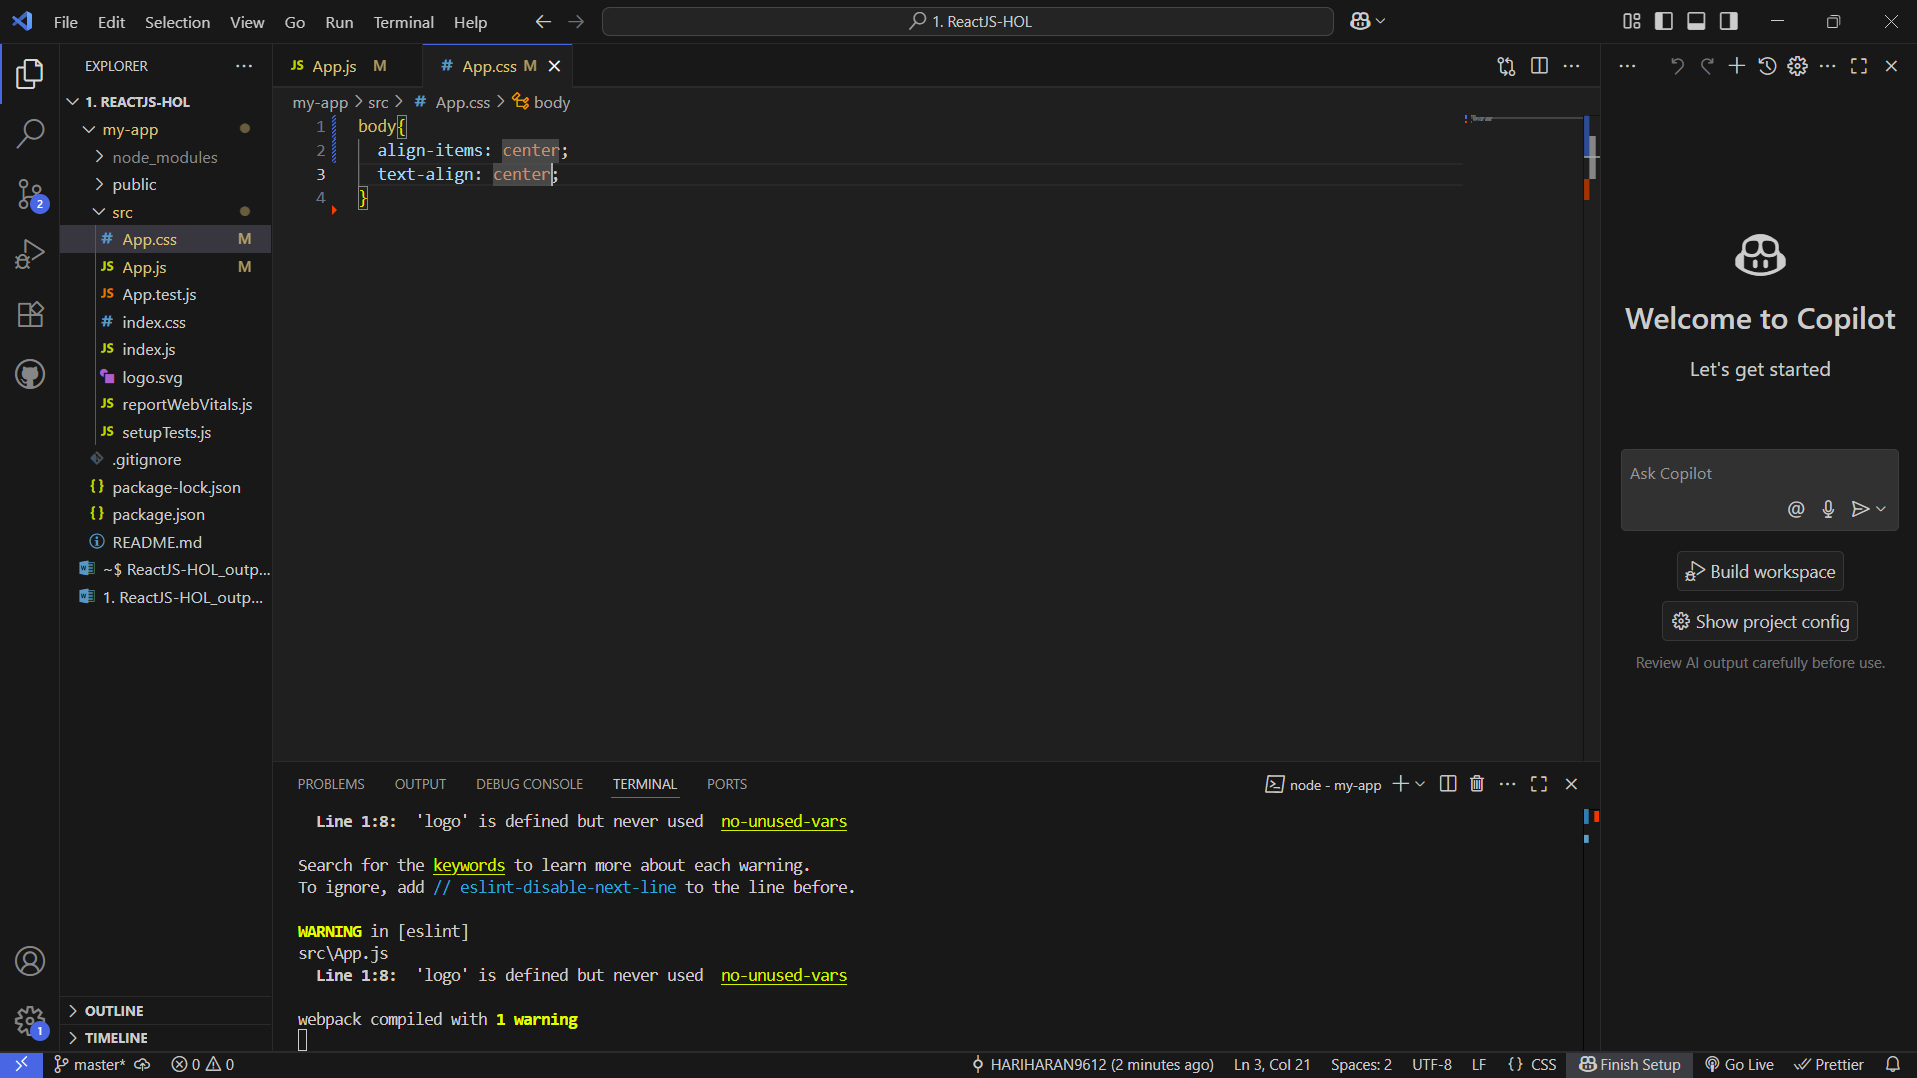 File Edit Selection View Go Run Terminal Help
1. ReactJS-HOL
EXPLORER
1. REACTJS-HOL
my-app
node_modules
public
src
App.css M
App.js M
App.test.js
index.css
index.js
logo.svg
reportWebVitals.js
setupTests.js
.gitignore
package-lock.json
package.json
README.md
~$ ReactJS-HOL_outp...
1. ReactJS-HOL_outp...
OUTLINE
TIMELINE
2
1
JS App.js M
# App.css M
my-app > src > # App.css > body
1 body{
2 align-items: center;
3 text-align: center;
4 }
PROBLEMS OUTPUT DEBUG CONSOLE TERMINAL PORTS
node - my-app
Line 1:8: 'logo' is defined but never used no-unused-vars
Search for the keywords to learn more about each warning.
To ignore, add // eslint-disable-next-line to the line before.
WARNING in [eslint]
src\App.js
Line 1:8: 'logo' is defined but never used no-unused-vars
webpack compiled with 1 warning
Welcome to Copilot
Let's get started
Ask Copilot
Build workspace
Show project config
Review AI output carefully before use.
master* 0 0 HARIHARAN9612 (2 minutes ago) Ln 3, Col 21 Spaces: 2 UTF-8 LF {} CSS Finish Setup Go Live Prettier